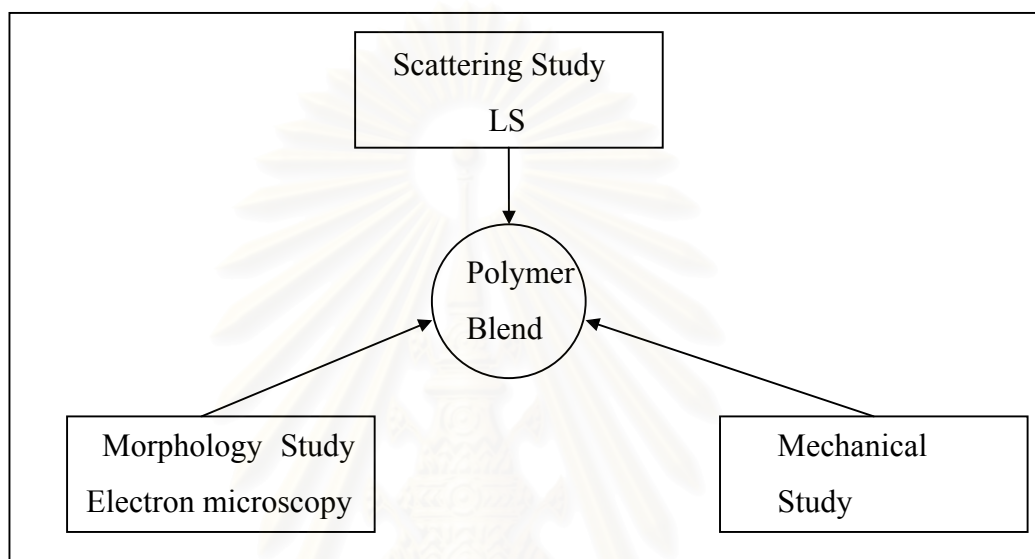 Scattering Study
LS
Polymer
Blend
Morphology Study
Electron microscopy
Mechanical
Study